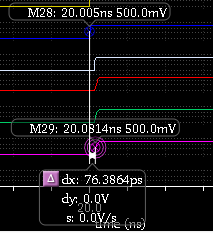 M28: 20.005ns 500.0mV
M29: 20.0814ns 500.0mV
Δ dx: 76.3864ps
dy: 0.0V
s: 0.0V/s
20.0
time (ns)